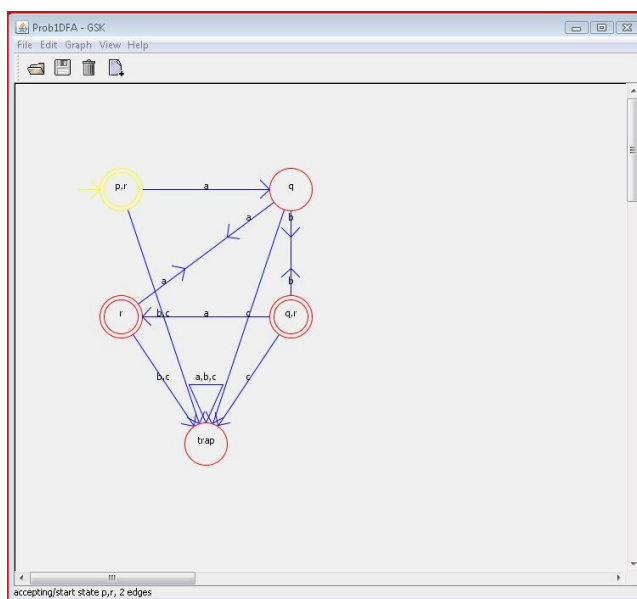 Prob1DFA - GSK
File Edit Graph View Help
p,r
a
q
a
b
a
b
r
b,c
a
c
q,r
b,c
a,b,c
c
trap
accepting/start state p,r, 2 edges